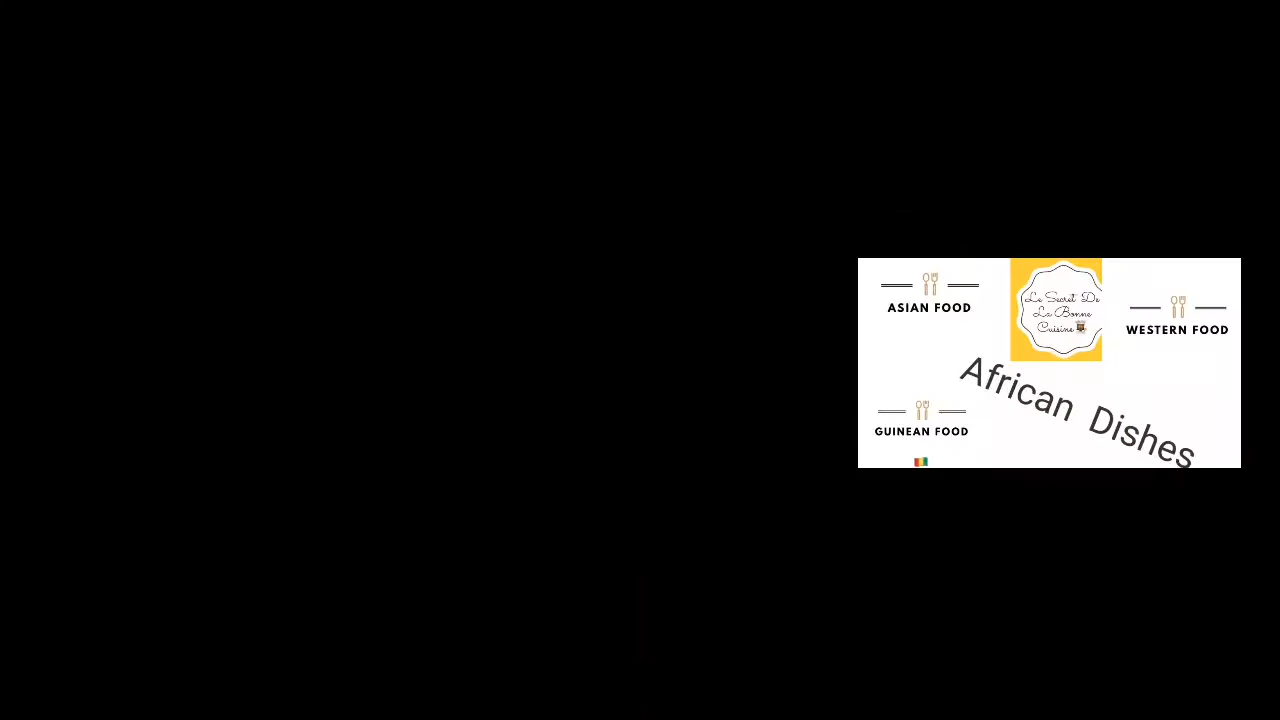 ASIAN FOOD
Le Secret De
La Bonne
Cuisine
WESTERN FOOD
African Dishes
GUINEAN FOOD